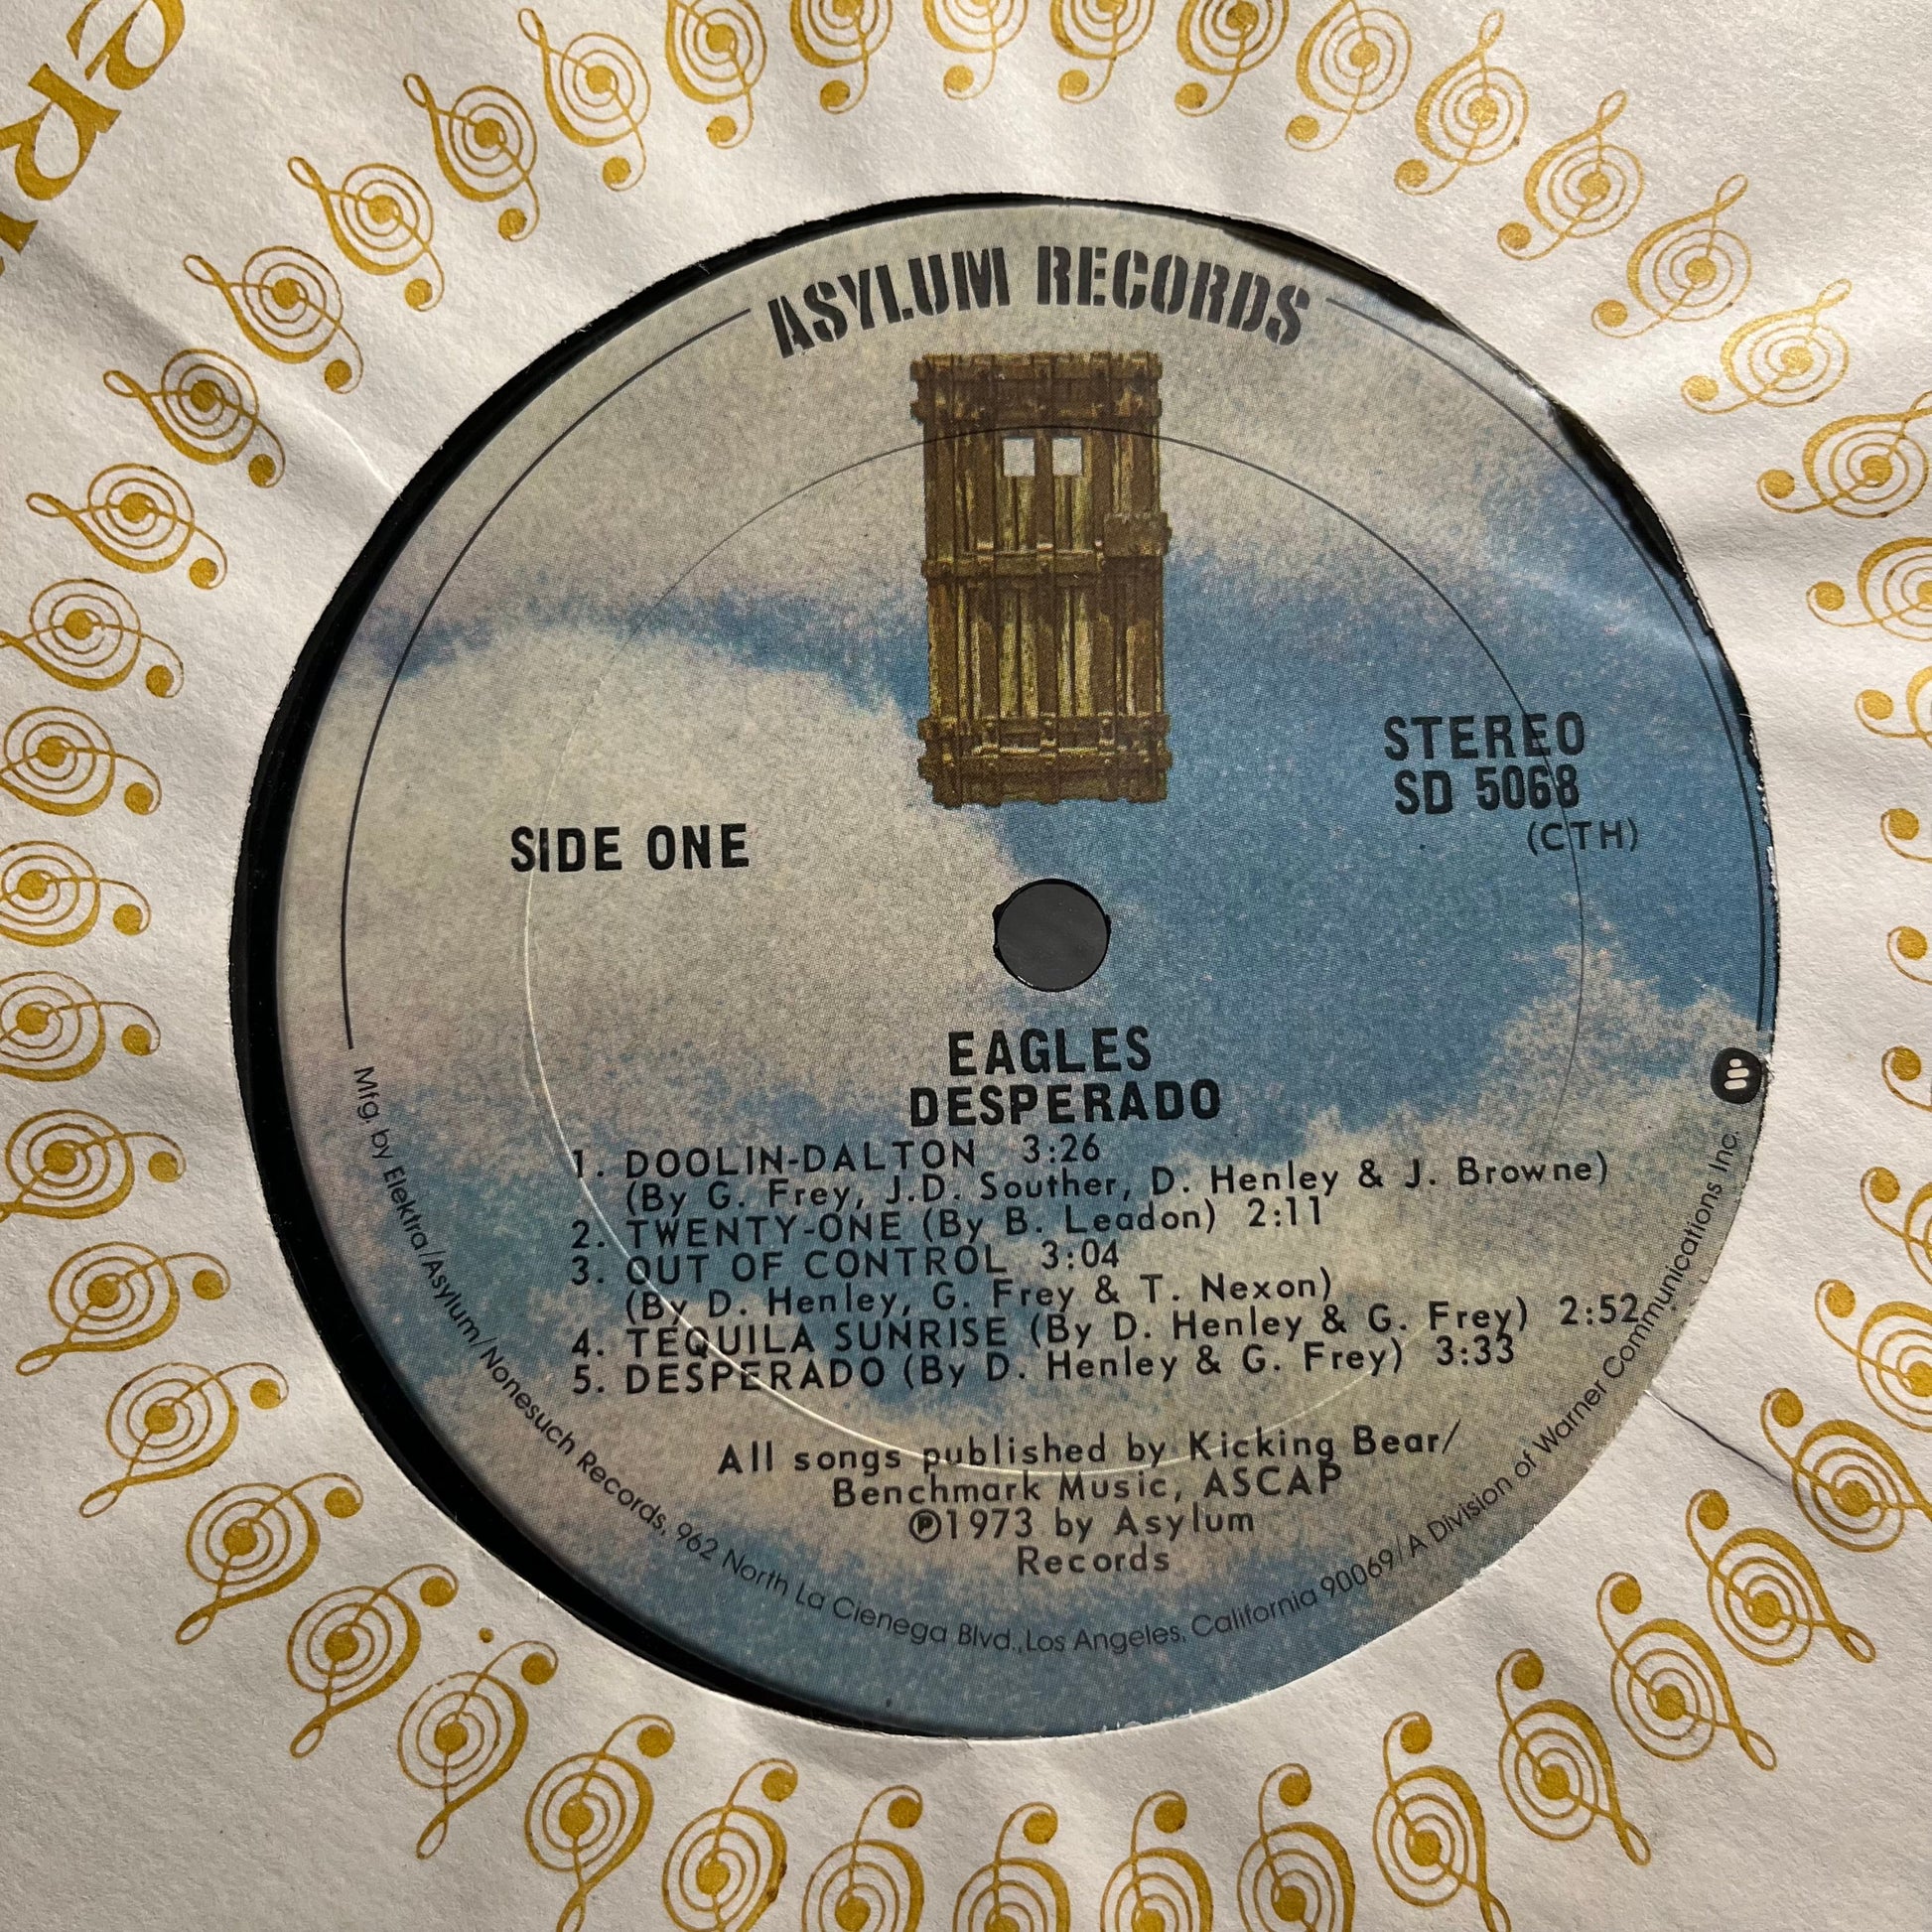 ASYLUM RECORDS
STEREO
SD 5068
(CTH)
SIDE ONE
EAGLES
DESPERADO
1. DOOLIN-DALTON 3:26
(By G. Frey, J.D. Souther, D. Henley & J. Browne)
2. TWENTY-ONE (By B. Leadon) 2:11
3. OUT OF CONTROL 3:04
(By D. Henley, G. Frey & T. Nexon)
4. TEQUILA SUNRISE (By D. Henley & G. Frey) 2:52
5. DESPERADO (By D. Henley & G. Frey) 3:33
All songs published by Kicking Bear/
Benchmark Music, ASCAP
℗1973 by Asylum
Records
Mfg. by Elektra/Asylum/Nonesuch Records, 962 North La Cienega Blvd., Los Angeles, California 90069/A Division of Warner Communications Inc.